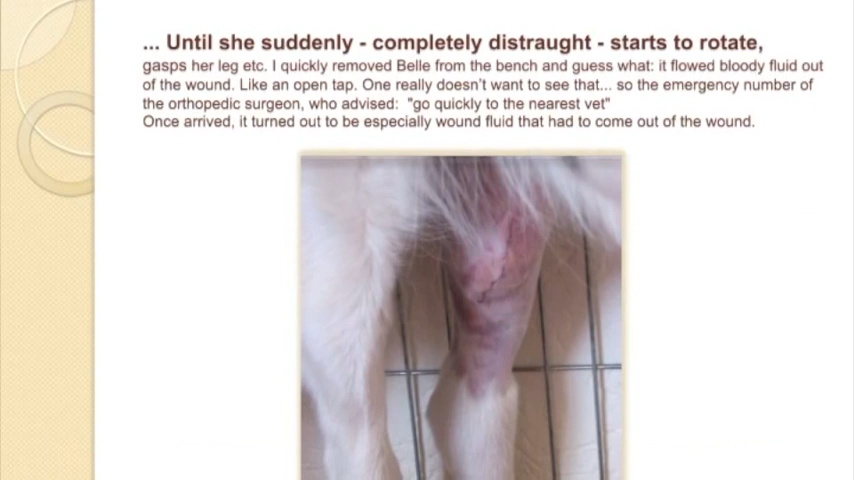 ... Until she suddenly - completely distraught - starts to rotate,
gasps her leg etc. I quickly removed Belle from the bench and guess what: it flowed bloody fluid out
of the wound. Like an open tap. One really doesn't want to see that... so the emergency number of
the orthopedic surgeon, who advised:  "go quickly to the nearest vet"
Once arrived, it turned out to be especially wound fluid that had to come out of the wound.